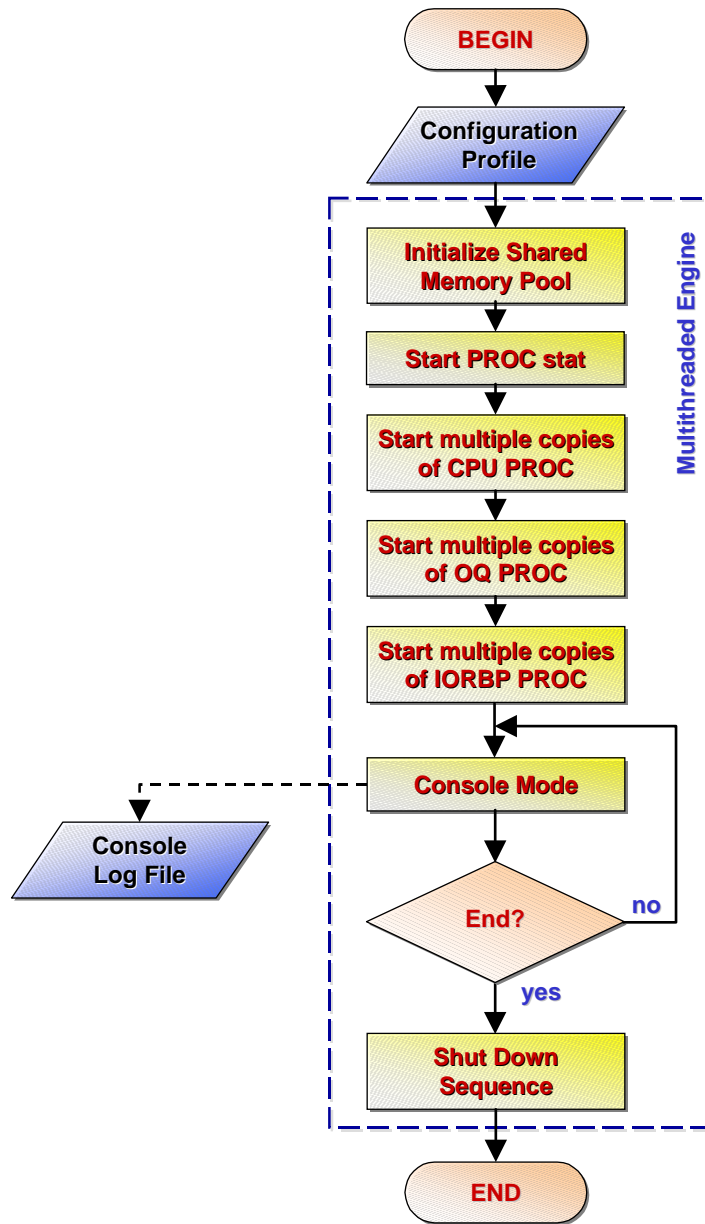 BEGIN
Configuration
Profile
Initialize Shared
Memory Pool
Multithreaded Engine
Start PROC stat
Start multiple copies
of CPU PROC
Start multiple copies
of OQ PROC
Start multiple copies
of IORBP PROC
Console Mode
Console
Log File
End?
no
yes
Shut Down
Sequence
END